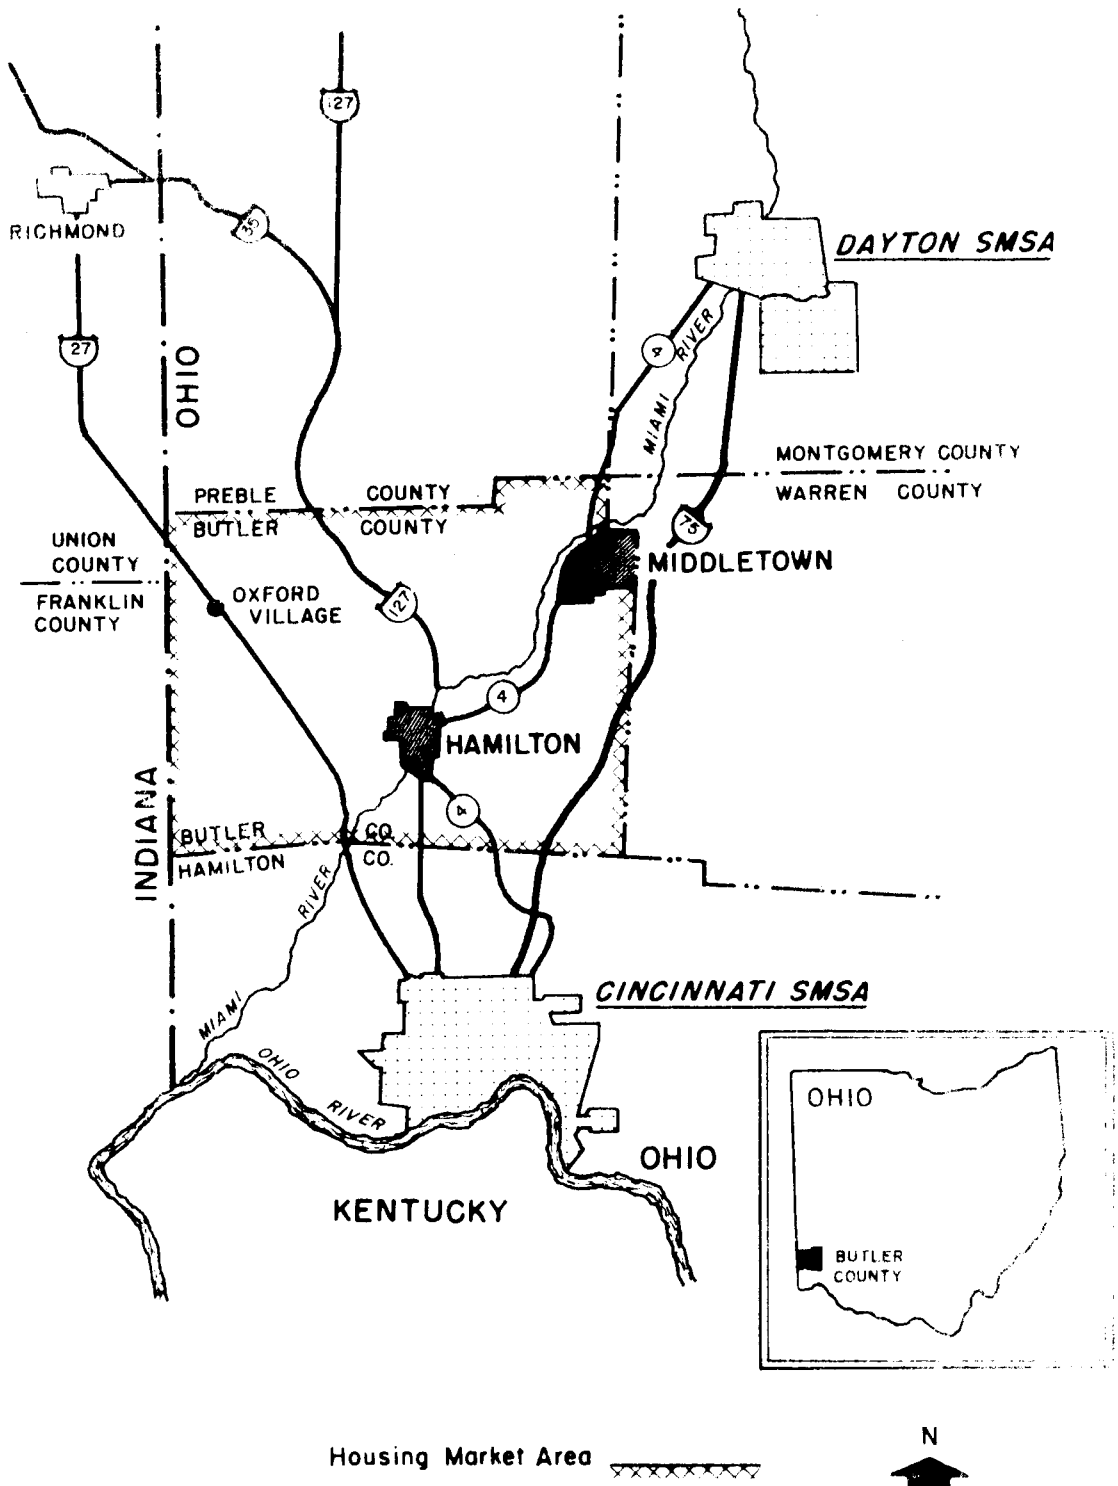 127
RICHMOND
35
DAYTON SMSA
27
OHIO
4
RIVER
MIAMI
MONTGOMERY COUNTY
WARREN COUNTY
PREBLE COUNTY
BUTLER COUNTY
75
UNION
COUNTY
MIDDLETOWN
FRANKLIN
COUNTY
OXFORD
VILLAGE
127
4
HAMILTON
4
INDIANA
BUTLER CO.
HAMILTON CO.
RIVER
MIAMI
CINCINNATI SMSA
OHIO
RIVER
OHIO
KENTUCKY
OHIO
BUTLER
COUNTY
N
Housing Market Area